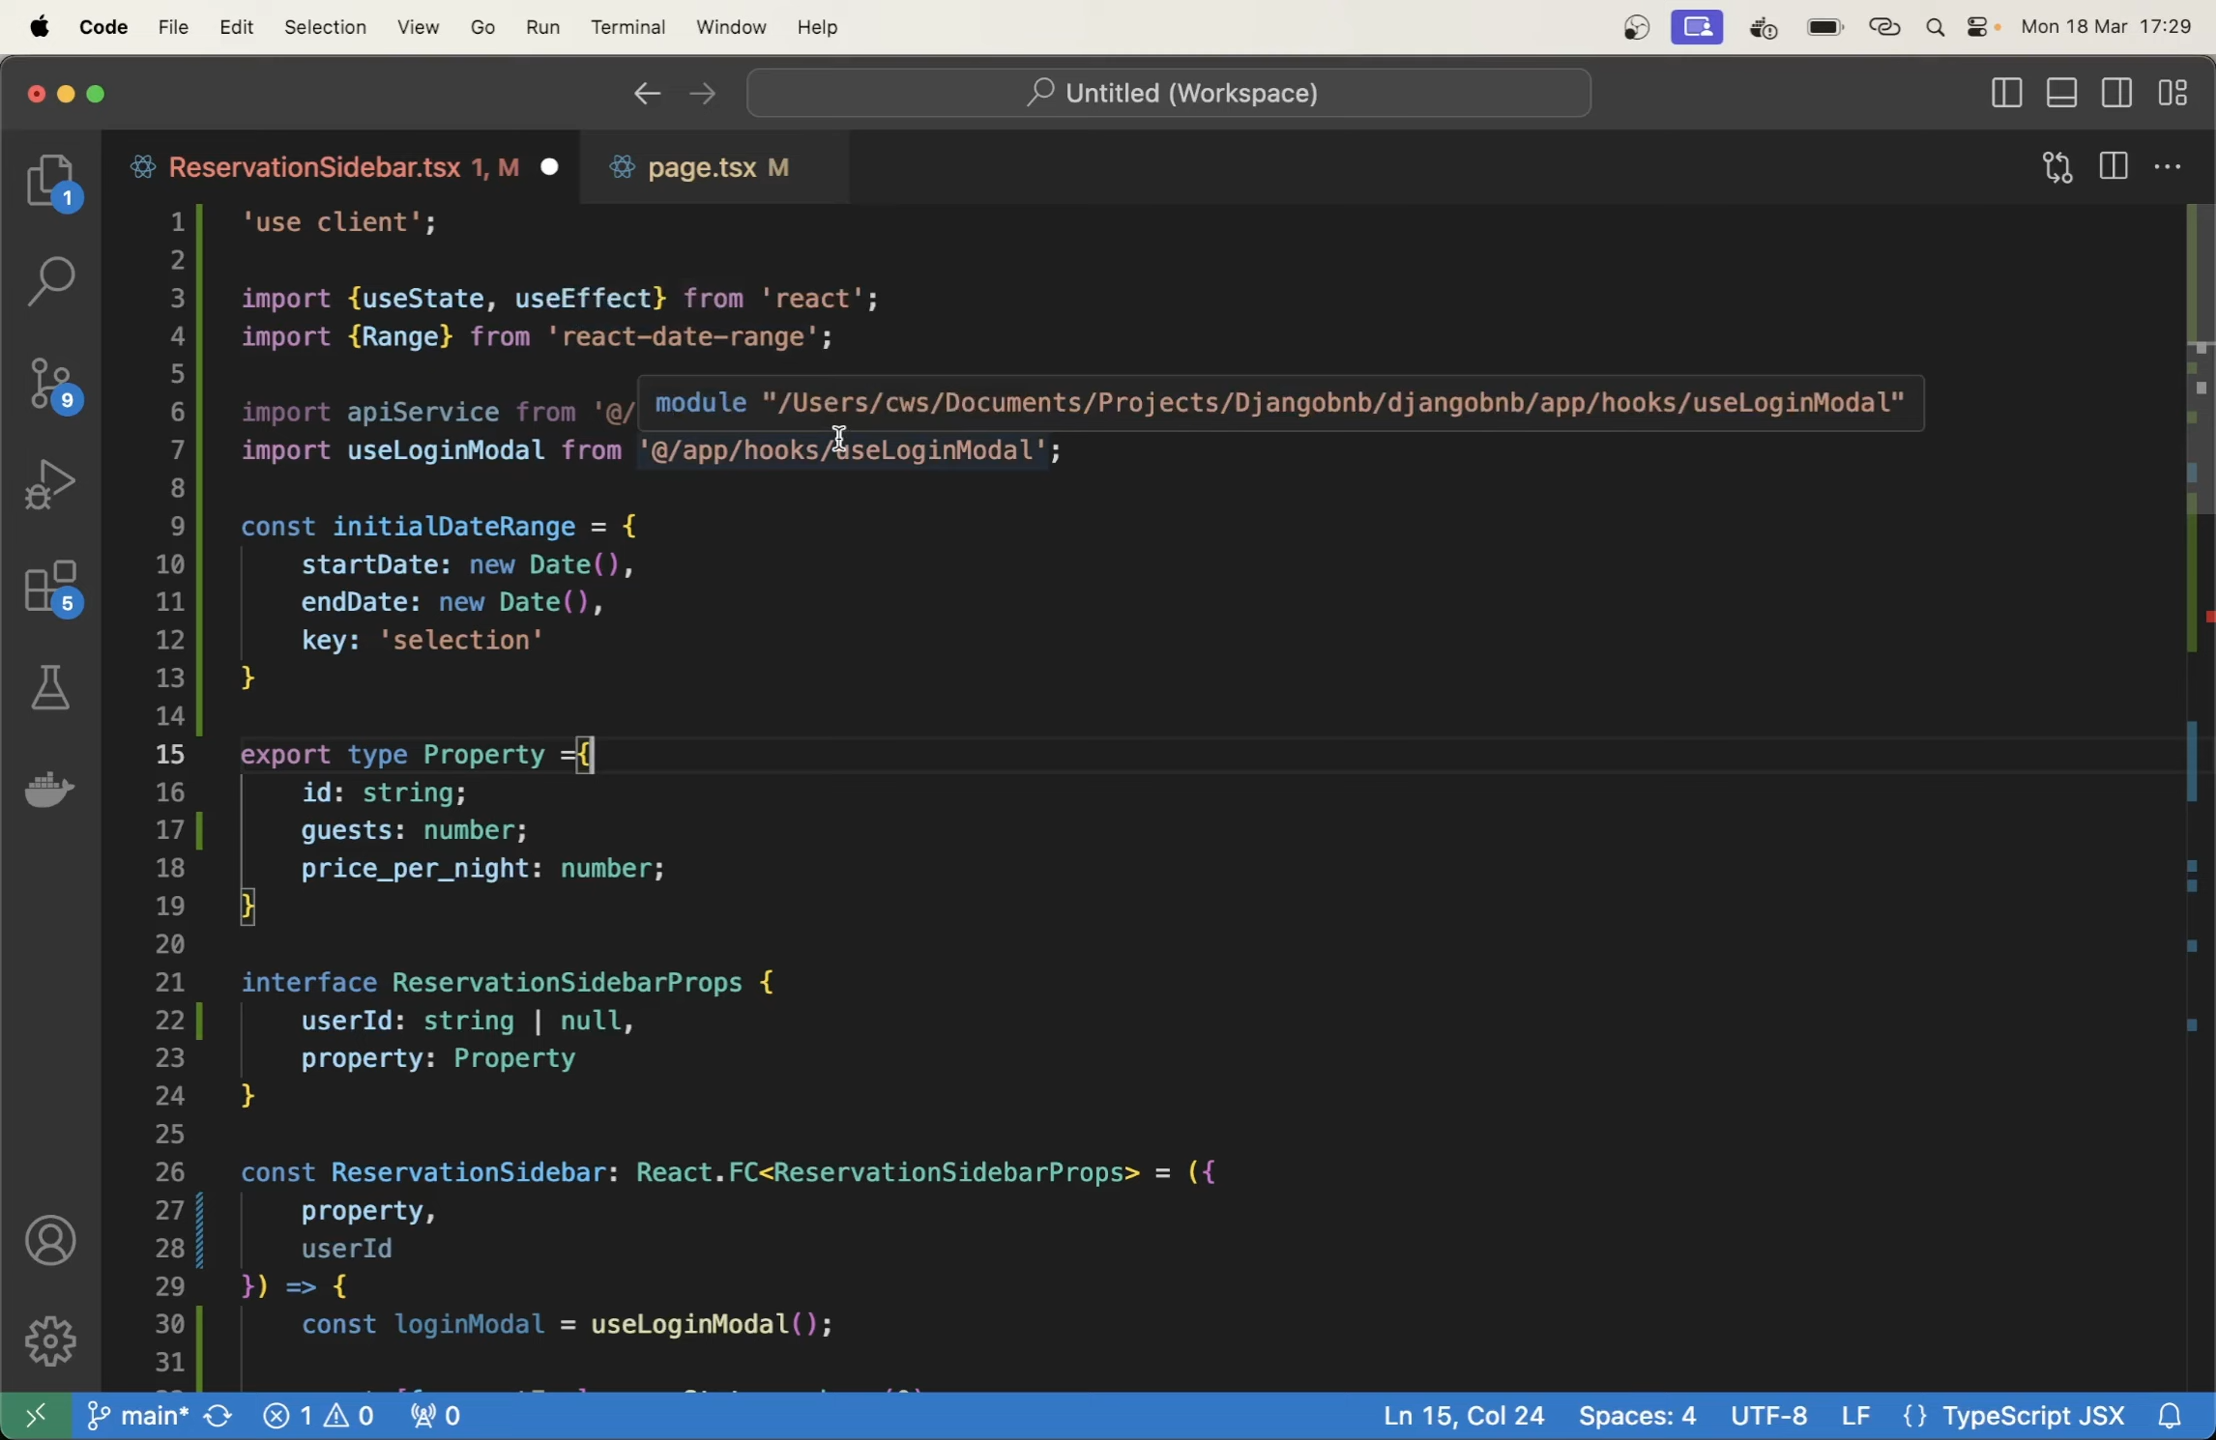 Code File Edit Selection View Go Run Terminal Window Help Mon 18 Mar 17:29
Untitled (Workspace)
ReservationSidebar.tsx 1, M page.tsx M
1 'use client';
2
3 import {useState, useEffect} from 'react';
4 import {Range} from 'react-date-range';
5
6 import apiService from '@/
module "/Users/cws/Documents/Projects/Djangobnb/djangobnb/app/hooks/useLoginModal"
7 import useLoginModal from '@/app/hooks/useLoginModal';
8
9 const initialDateRange = {
10 startDate: new Date(),
11 endDate: new Date(),
12 key: 'selection'
13 }
14
15 export type Property ={
16 id: string;
17 guests: number;
18 price_per_night: number;
19 }
20
21 interface ReservationSidebarProps {
22 userId: string | null,
23 property: Property
24 }
25
26 const ReservationSidebar: React.FC<ReservationSidebarProps> = ({
27 property,
28 userId
29 }) => {
30 const loginModal = useLoginModal();
31
1
9
5
main* 1 0 0 Ln 15, Col 24 Spaces: 4 UTF-8 LF {} TypeScript JSX